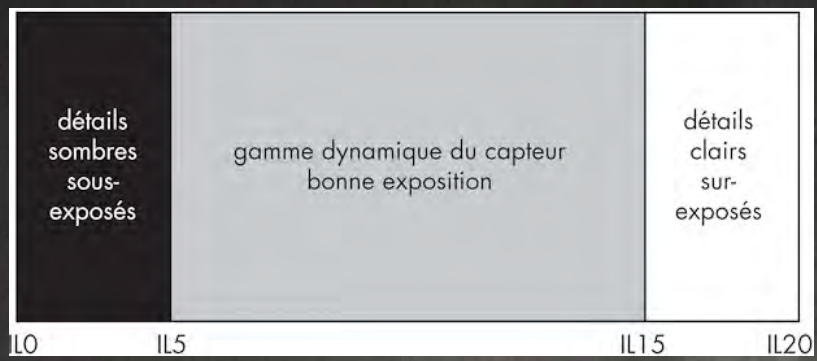 détails
sombres
sous-
exposés
gamme dynamique du capteur
bonne exposition
détails
clairs
sur-
exposés
IL0 IL5 IL15 IL20